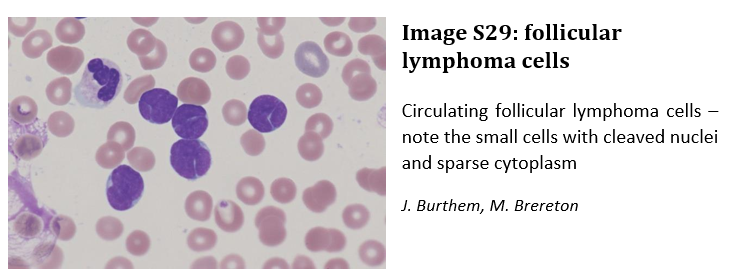 Image S29: follicular
lymphoma cells
Circulating follicular lymphoma cells –
note the small cells with cleaved nuclei
and sparse cytoplasm
J. Burthem, M. Brereton